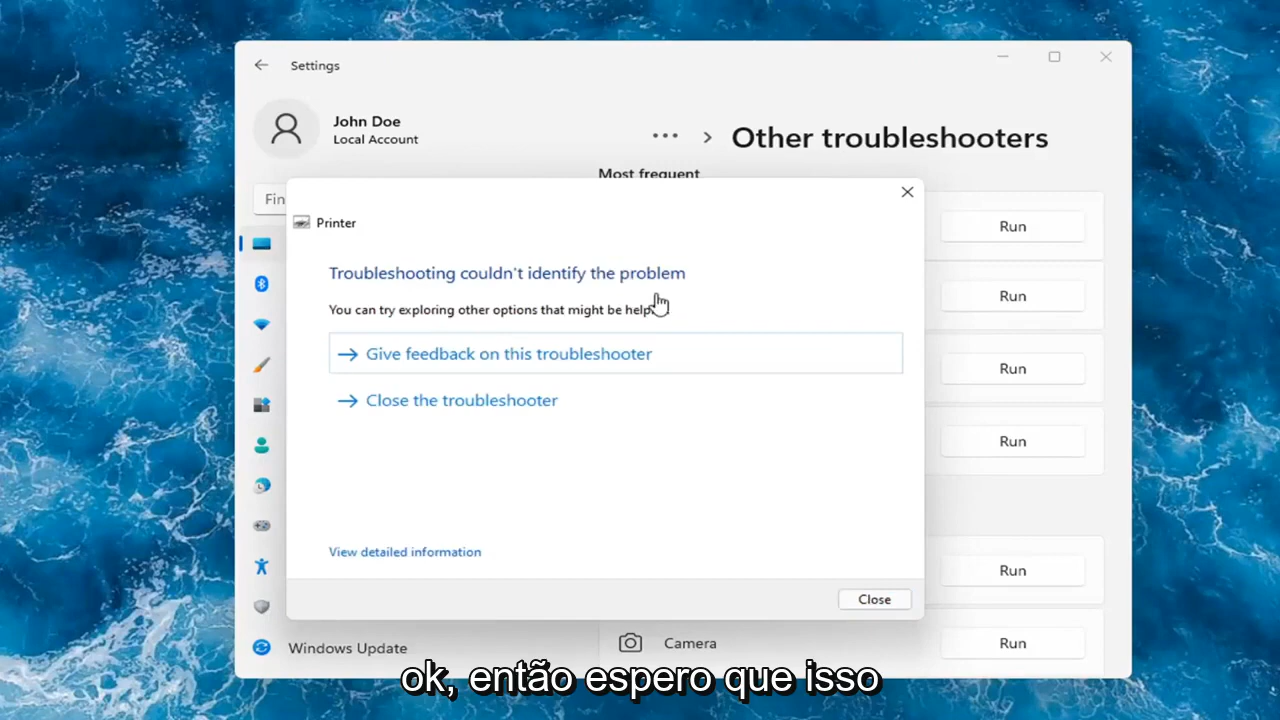 Settings
John Doe
Local Account
••• > Other troubleshooters
Most frequent
Fin
Run
Printer
Troubleshooting couldn't identify the problem
Run
You can try exploring other options that might be
Give feedback on this troubleshooter
Run
Close the troubleshooter
Run
View detailed information
Run
Close
Windows Update
Camera
Run
ok, então espero que isso